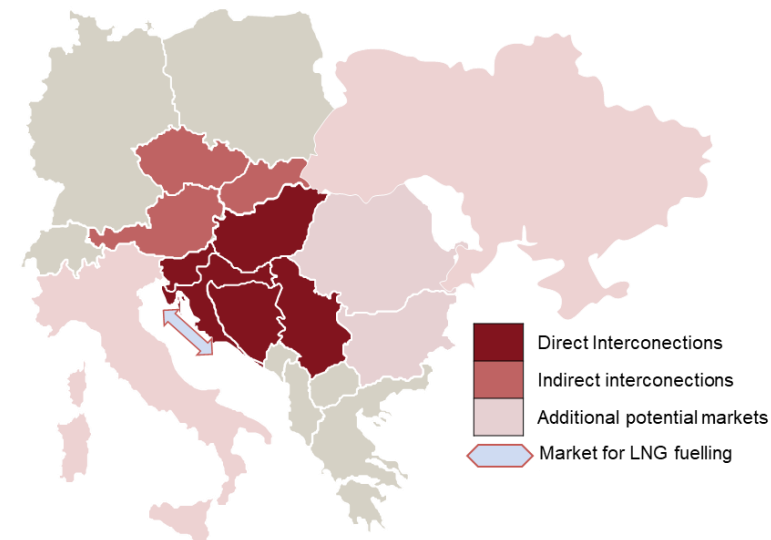 Direct Interconections
Indirect interconections
Additional potential markets
Market for LNG fuelling